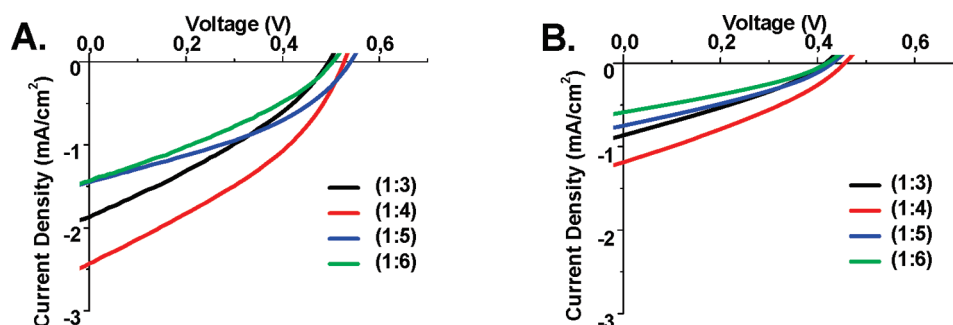 A.
Voltage (V)
0,0 0,2 0,4 0,6
0
-1
-2
-3
Current Density (mA/cm²)
(1:3)
(1:4)
(1:5)
(1:6)
B.
Voltage (V)
0,0 0,2 0,4 0,6
0
-1
-2
-3
Current Density (mA/cm²)
(1:3)
(1:4)
(1:5)
(1:6)